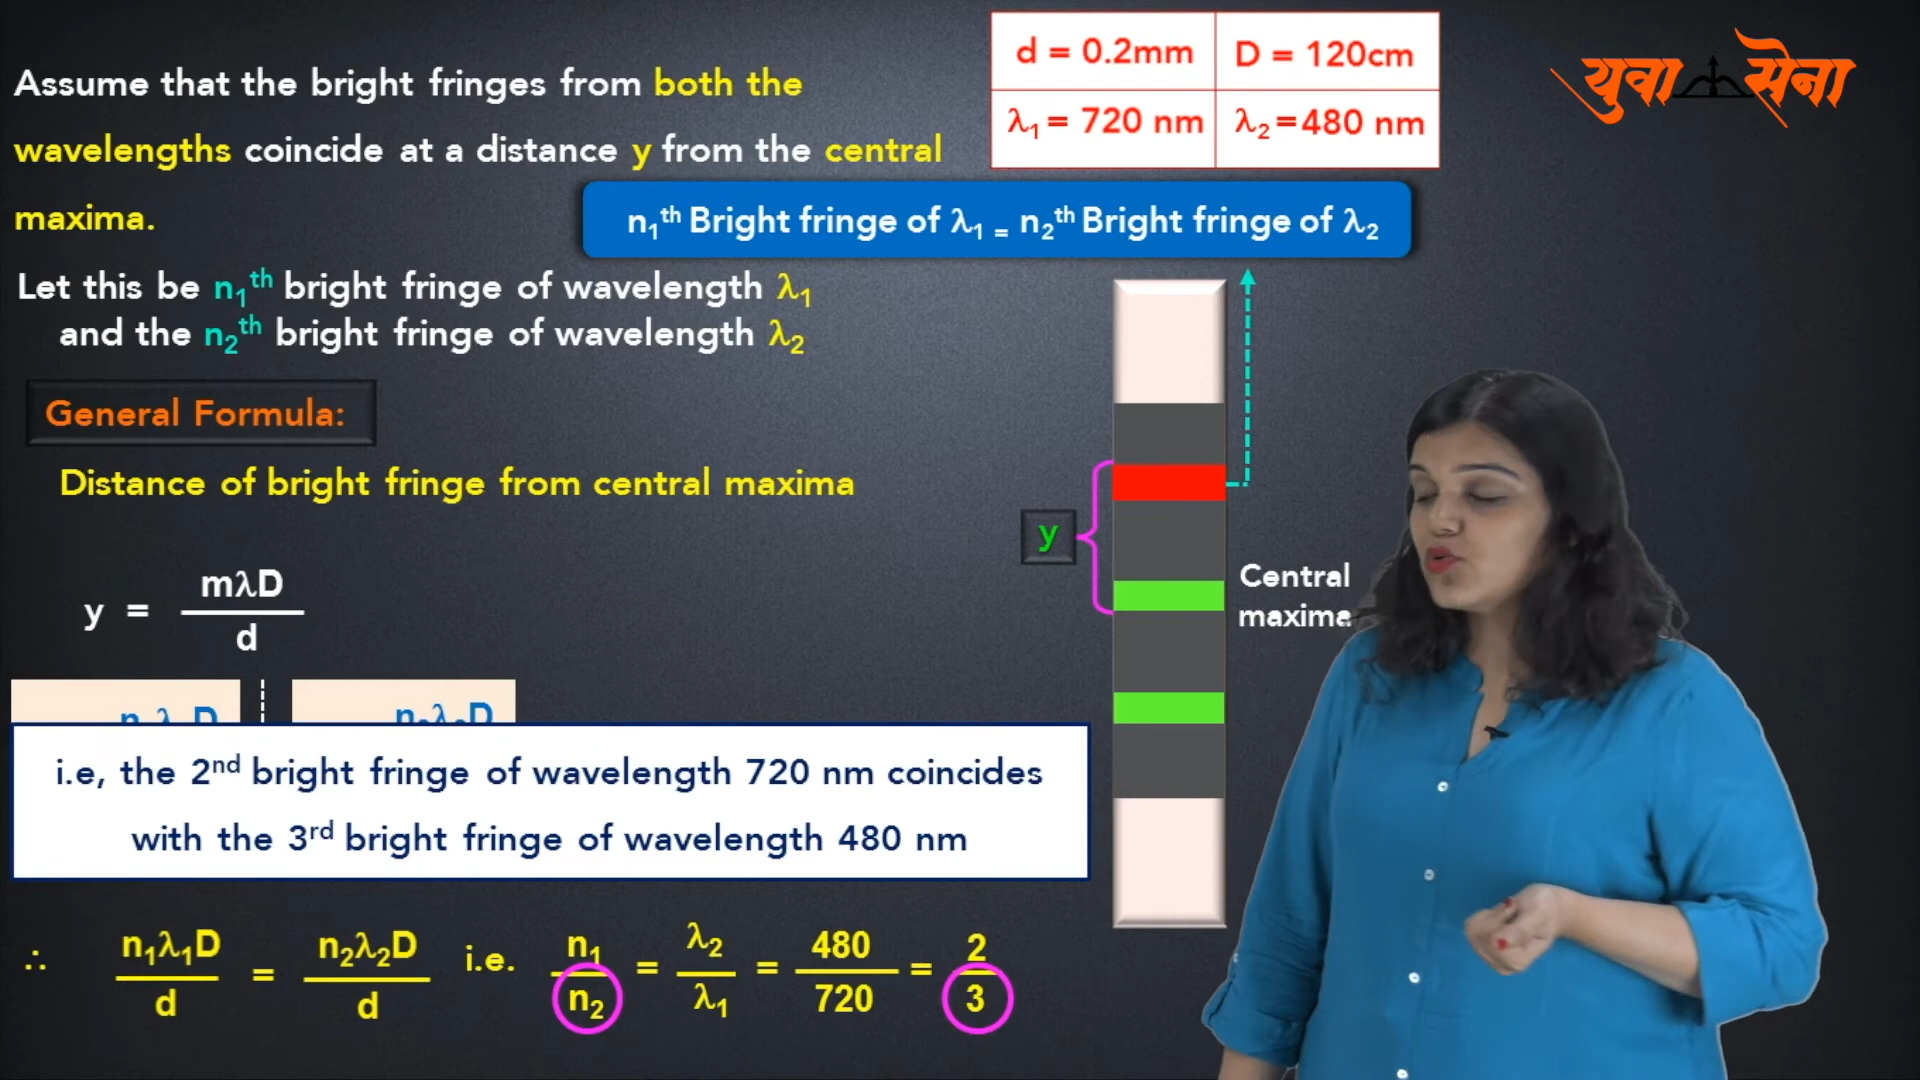 d = 0.2mm D = 120cm
λ₁ = 720 nm λ₂ = 480 nm
युवा सेना
Assume that the bright fringes from both the
wavelengths coincide at a distance y from the central
maxima.
n₁ᵗʰ Bright fringe of λ₁ = n₂ᵗʰ Bright fringe of λ₂
Let this be n₁ᵗʰ bright fringe of wavelength λ₁
and the n₂ᵗʰ bright fringe of wavelength λ₂
General Formula:
Distance of bright fringe from central maxima
y
Central
maxima
y = mλD / d
n₁λ₁D n₂λ₂D
i.e, the 2ⁿᵈ bright fringe of wavelength 720 nm coincides
with the 3ʳᵈ bright fringe of wavelength 480 nm
∴ n₁λ₁D / d = n₂λ₂D / d i.e. n₁ / n₂ = λ₂ / λ₁ = 480 / 720 = 2 / 3